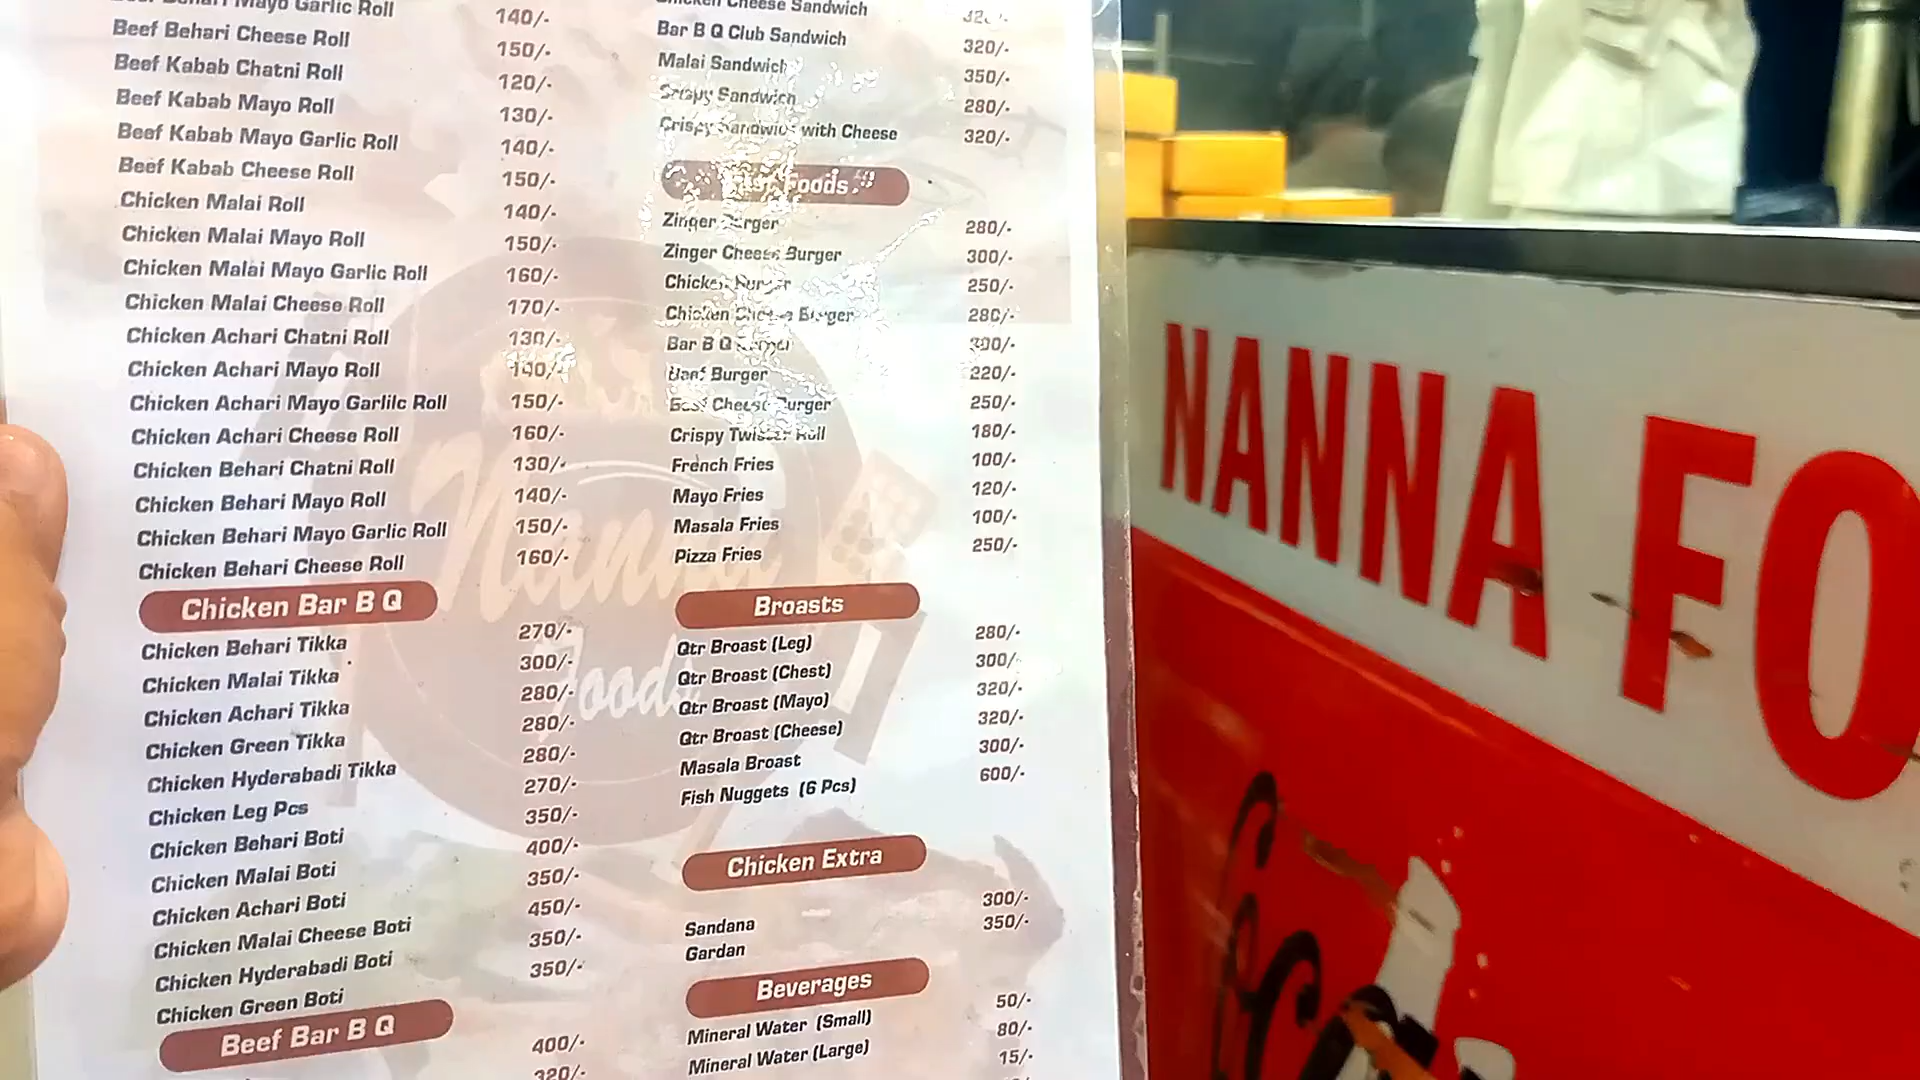 Beef Behari Mayo Garlic Roll 140/-
Beef Behari Cheese Roll 150/-
Beef Kabab Chatni Roll 120/-
Beef Kabab Mayo Roll 130/-
Beef Kabab Mayo Garlic Roll 140/-
Beef Kabab Cheese Roll 150/-
Chicken Malai Roll 140/-
Chicken Malai Mayo Roll 150/-
Chicken Malai Mayo Garlic Roll 160/-
Chicken Malai Cheese Roll 170/-
Chicken Achari Chatni Roll 130/-
Chicken Achari Mayo Roll 140/-
Chicken Achari Mayo Garlilc Roll 150/-
Chicken Achari Cheese Roll 160/-
Chicken Behari Chatni Roll 130/-
Chicken Behari Mayo Roll 140/-
Chicken Behari Mayo Garlic Roll 150/-
Chicken Behari Cheese Roll 160/-
Chicken Bar B Q
Chicken Behari Tikka 270/-
Chicken Malai Tikka 300/-
Chicken Achari Tikka 280/-
Chicken Green Tikka 280/-
Chicken Hyderabadi Tikka 280/-
Chicken Leg Pcs 270/-
Chicken Behari Boti 350/-
Chicken Malai Boti 400/-
Chicken Achari Boti 350/-
Chicken Malai Cheese Boti 450/-
Chicken Hyderabadi Boti 350/-
Chicken Green Boti 350/-
Beef Bar B Q
400/-
320/-
Chicken Cheese Sandwich
Bar B Q Club Sandwich 320/-
Malai Sandwich 350/-
Crispy Sandwich 280/-
Crispy Sandwich with Cheese 320/-
Foods
Zinger Burger 280/-
Zinger Cheese Burger 300/-
Chicken Burger 250/-
Chicken Cheese Burger 280/-
Bar B Q
Beef Burger 220/-
Beef Cheese Burger 250/-
Crispy Twister Roll 180/-
French Fries 100/-
Mayo Fries 120/-
Masala Fries 100/-
Pizza Fries 250/-
Broasts
Qtr Broast (Leg) 280/-
Qtr Broast (Chest) 300/-
Qtr Broast (Mayo) 320/-
Qtr Broast (Cheese) 320/-
Masala Broast 300/-
Fish Nuggets (6 Pcs) 600/-
Chicken Extra
Sandana 300/-
Gardan 350/-
Beverages
Mineral Water (Small) 50/-
Mineral Water (Large) 80/-
15/-
Nanna
Foods
NANNA FO